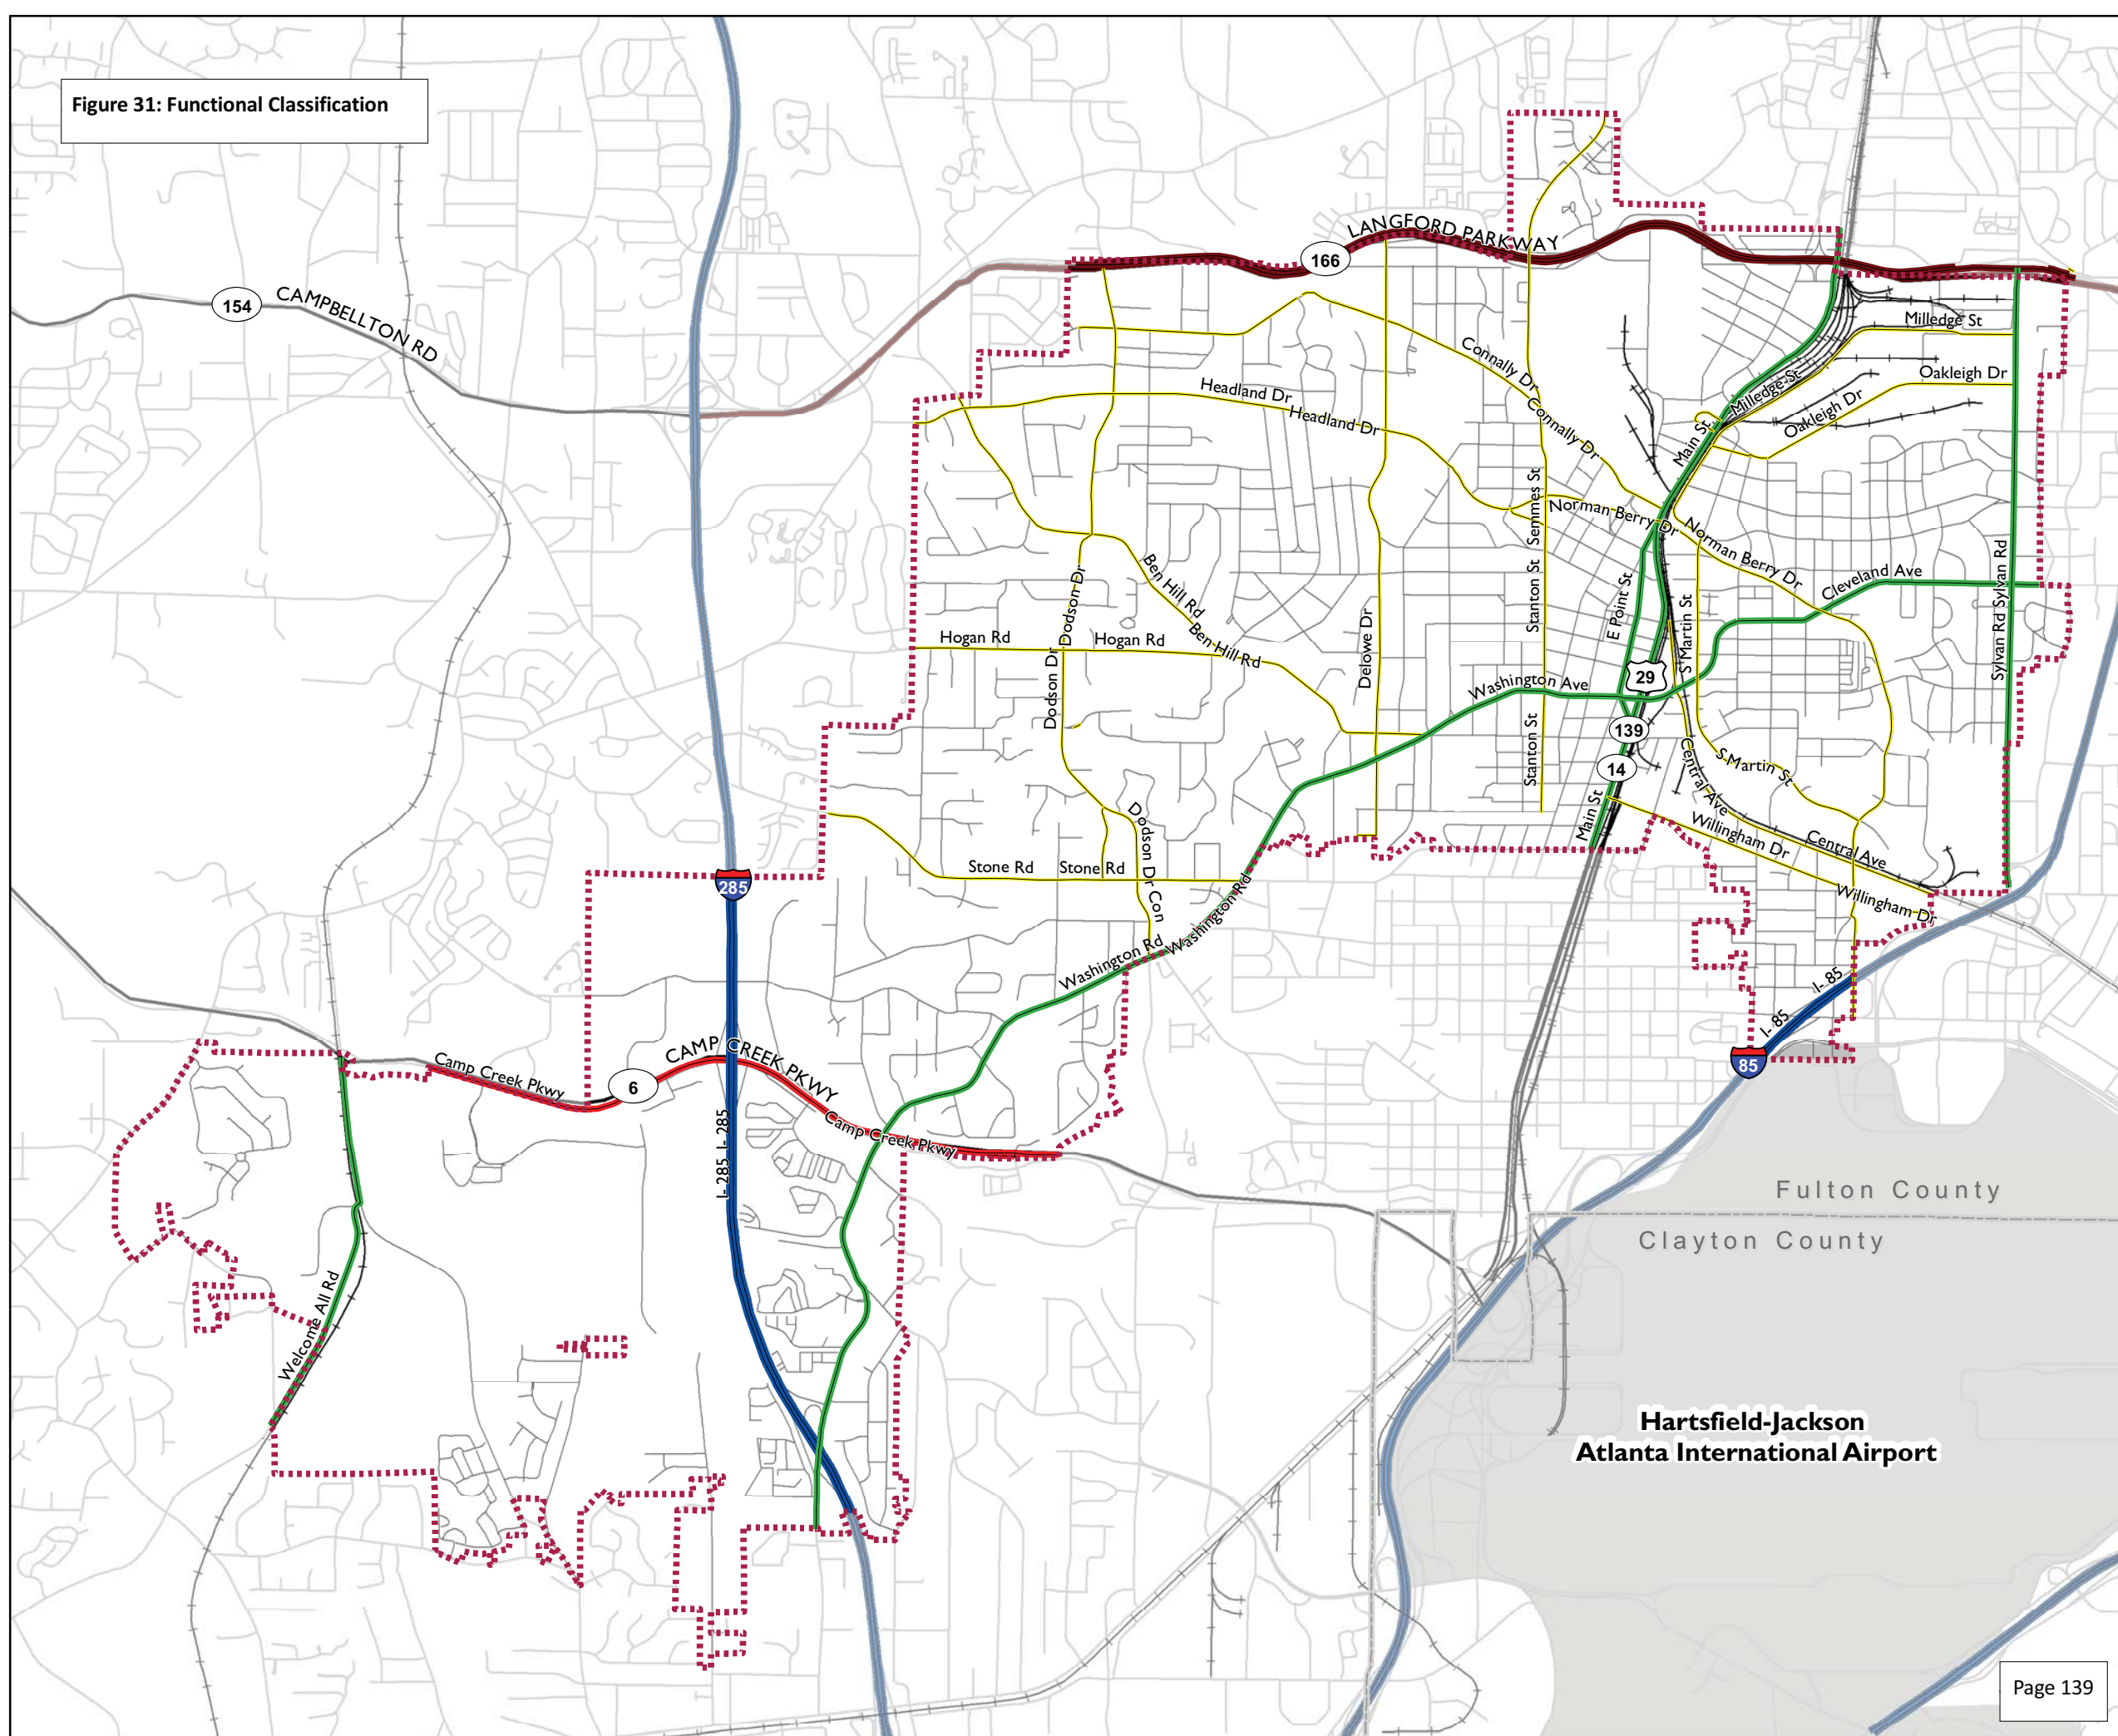 Figure 31: Functional Classification
LANGFORD PARKWAY
166
154
CAMPBELLTON RD
Milledge St
Connally Dr
Oakleigh Dr
Headland Dr
Headland Dr
Milledge St
Connally Dr
Oakleigh Dr
Main St
Semmes St
Norman Berry Dr
Norman Berry Dr
Ben Hill Rd
Cleveland Ave
Dodson Dr
Stanton St
E Point St
S Martin St
Sylvan Rd
Sylvan Rd
Hogan Rd
Hogan Rd
Ben Hill Rd
Delowe Dr
Dodson Dr
Washington Ave
29
139
Stanton St
14
Central Ave
S Martin St
Main St
Willingham Dr
Central Ave
Dodson Dr Con
Stone Rd
Stone Rd
285
Washington Rd
Willingham Dr
Washington Rd
I- 85
I- 85
85
CAMP CREEK PKWY
Camp Creek Pkwy
6
Camp Creek Pkwy
I- 285
I- 285
Fulton County
Clayton County
Welcome All Rd
Hartsfield-Jackson
Atlanta International Airport
Page 139